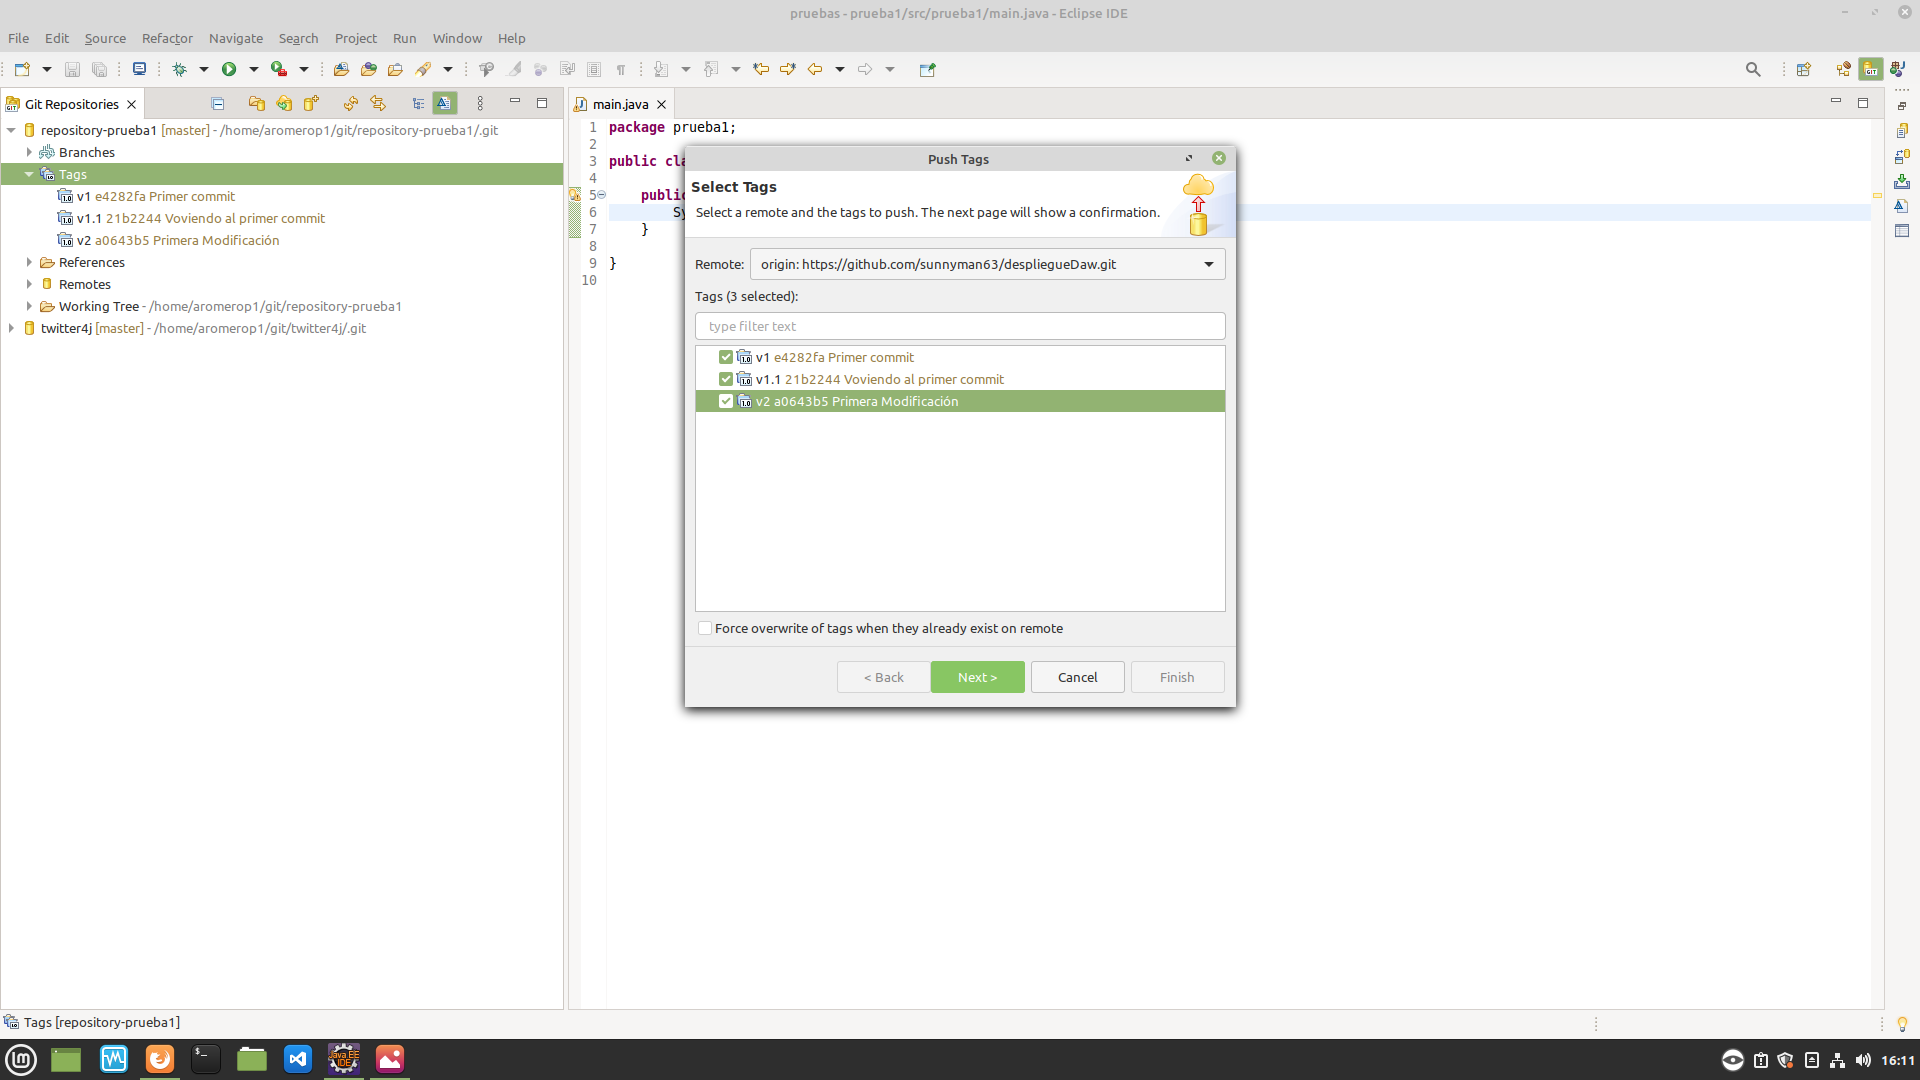 pruebas - prueba1/src/prueba1/main.java - Eclipse IDE
File Edit Source Refactor Navigate Search Project Run Window Help
Git Repositories
repository-prueba1 [master] - /home/aromerop1/git/repository-prueba1/.git
Branches
Tags
v1 e4282fa Primer commit
v1.1 21b2244 Voviendo al primer commit
v2 a0643b5 Primera Modificación
References
Remotes
Working Tree - /home/aromerop1/git/repository-prueba1
twitter4j [master] - /home/aromerop1/git/twitter4j/.git
main.java
1 package prueba1;
2
3 public cla
4
5 public
6 Sy
7 }
8
9 }
10
Push Tags
Select Tags
Select a remote and the tags to push. The next page will show a confirmation.
Remote: origin: https://github.com/sunnyman63/despliegueDaw.git
Tags (3 selected):
type filter text
v1 e4282fa Primer commit
v1.1 21b2244 Voviendo al primer commit
v2 a0643b5 Primera Modificación
Force overwrite of tags when they already exist on remote
< Back Next > Cancel Finish
Tags [repository-prueba1]
Java EE
IDE
16:11